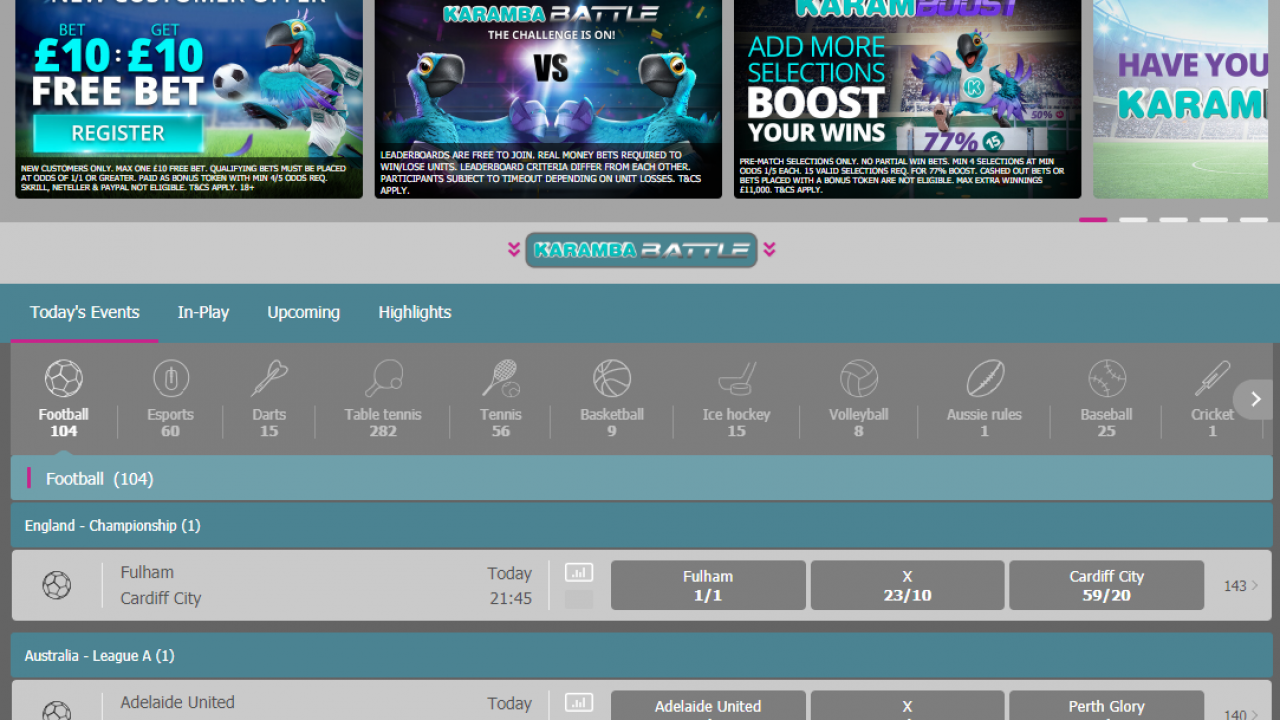 NEW CUSTOMER OFFER
BET GET
£10 : £10
FREE BET
REGISTER
NEW CUSTOMERS ONLY. MAX ONE £10 FREE BET. QUALIFYING BETS MUST BE PLACED
AT ODDS OF 1/1 OR GREATER. PAID AS BONUS TOKEN WITH MIN 4/5 ODDS REQ.
SKRILL, NETELLER & PAYPAL NOT ELIGIBLE. T&CS APPLY. 18+
KARAMBA BATTLE
THE CHALLENGE IS ON!
VS
LEADERBOARDS ARE FREE TO JOIN. REAL MONEY BETS REQUIRED TO
WIN/LOSE UNITS. LEADERBOARD CRITERIA DIFFER FROM EACH OTHER.
PARTICIPANTS SUBJECT TO TIMEOUT DEPENDING ON UNIT LOSSES. T&CS
APPLY.
KARAMBOOST
ADD MORE
SELECTIONS
BOOST
YOUR WINS
K
50%
77% 15
PRE-MATCH SELECTIONS ONLY. NO PARTIAL WIN BETS. MIN 4 SELECTIONS AT MIN
ODDS 1/5 EACH. 15 VALID SELECTIONS REQ. FOR 77% BOOST. CASHED OUT BETS OR
BETS PLACED WITH A BONUS TOKEN ARE NOT ELIGIBLE. MAX EXTRA WINNINGS
£11,000. T&CS APPLY.
HAVE YOU
KARAM
KARAMBA BATTLE
Today's Events In-Play Upcoming Highlights
Football Esports Darts Table tennis Tennis Basketball Ice hockey Volleyball Aussie rules Baseball Cricket
104 60 15 282 56 9 15 8 1 25 1
Football (104)
England - Championship (1)
Fulham Today
Cardiff City 21:45
Fulham X Cardiff City
1/1 23/10 59/20
143
Australia - League A (1)
Adelaide United Today
Adelaide United X Perth Glory
140